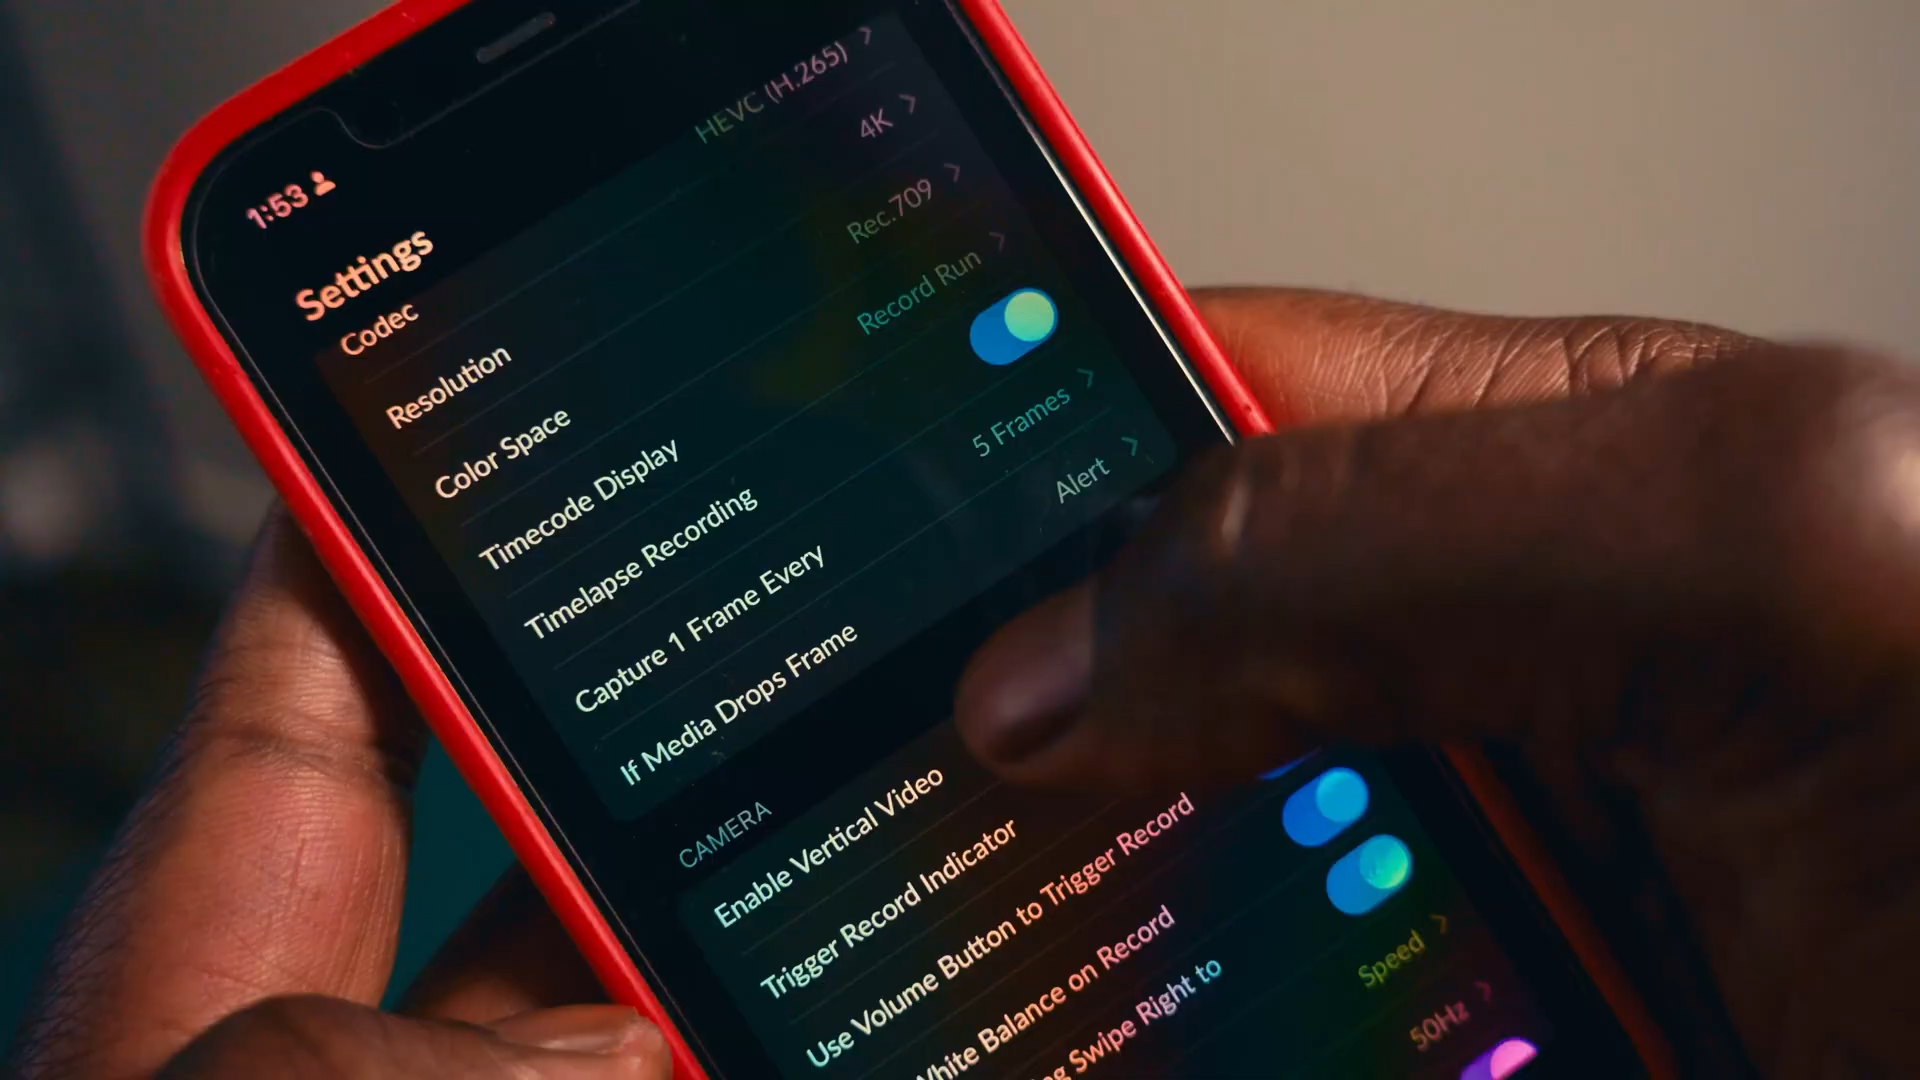 1:53
Settings
Codec HEVC (H.265)
Resolution 4K
Color Space Rec.709
Timecode Display Record Run
Timelapse Recording
Capture 1 Frame Every 5 Frames
If Media Drops Frame Alert
CAMERA
Enable Vertical Video
Trigger Record Indicator
Use Volume Button to Trigger Record
White Balance on Record
Swipe Right to Speed
50Hz